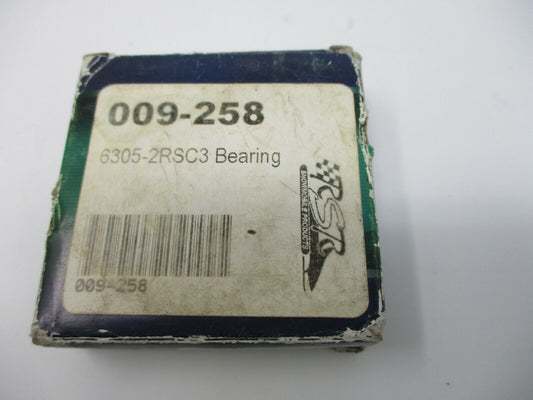 009-258
6305-2RSC3 Bearing
RSI
SNOWMOBILE PRODUCTS
009-258